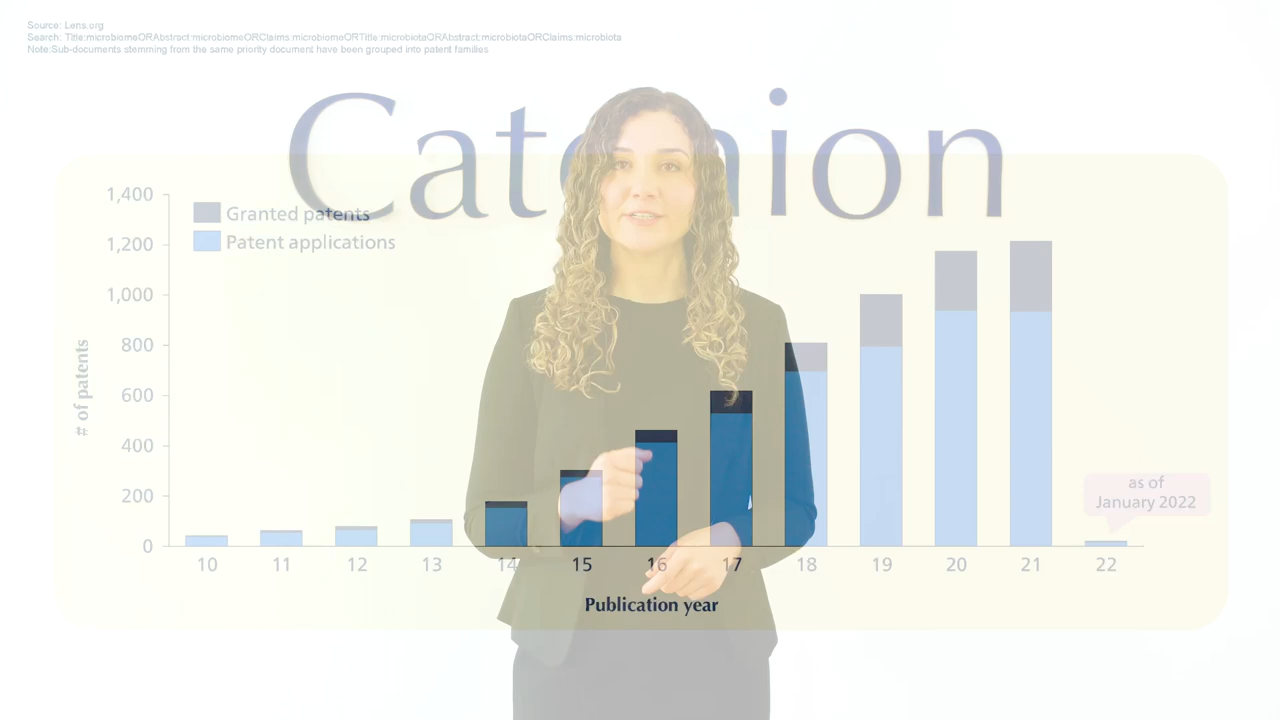 Source: Lens.org
Search: Title:microbiomeORAbstract:microbiomeORClaims:microbiomeORTitle:microbiotaORAbstract:microbiotaORClaims:microbiota
Note:Sub-documents stemming from the same priority document have been grouped into patent families
Granted patents
Patent applications
1,400
1,200
1,000
800
600
400
200
0
# of patents
10 11 12 13 14 15 16 17 18 19 20 21 22
as of
January 2022
Publication year